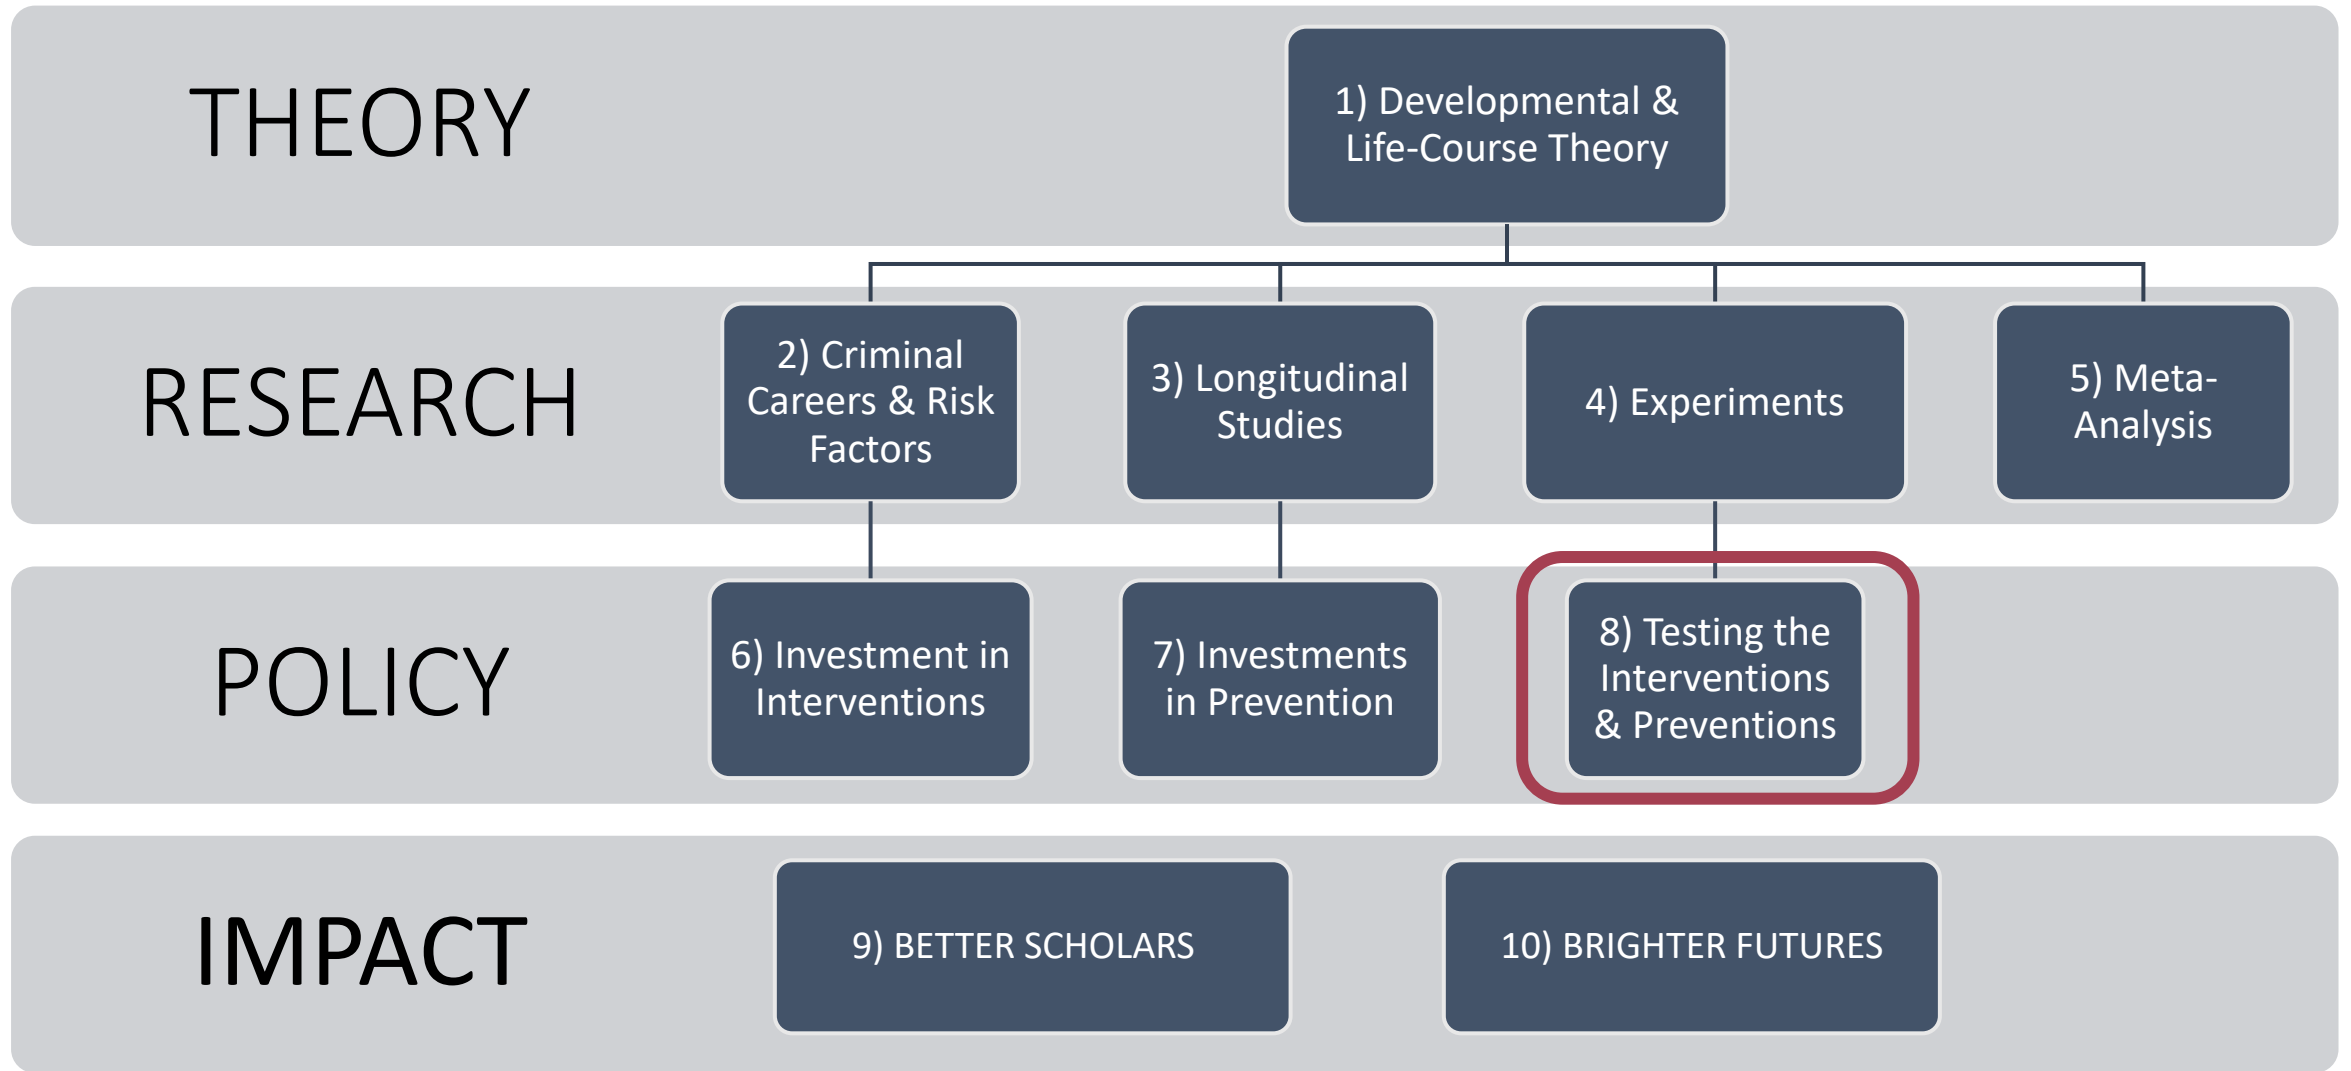 THEORY
1) Developmental &
Life-Course Theory
RESEARCH
2) Criminal
Careers & Risk
Factors
3) Longitudinal
Studies
4) Experiments
5) Meta-
Analysis
POLICY
6) Investment in
Interventions
7) Investments
in Prevention
8) Testing the
Interventions
& Preventions
IMPACT
9) BETTER SCHOLARS
10) BRIGHTER FUTURES